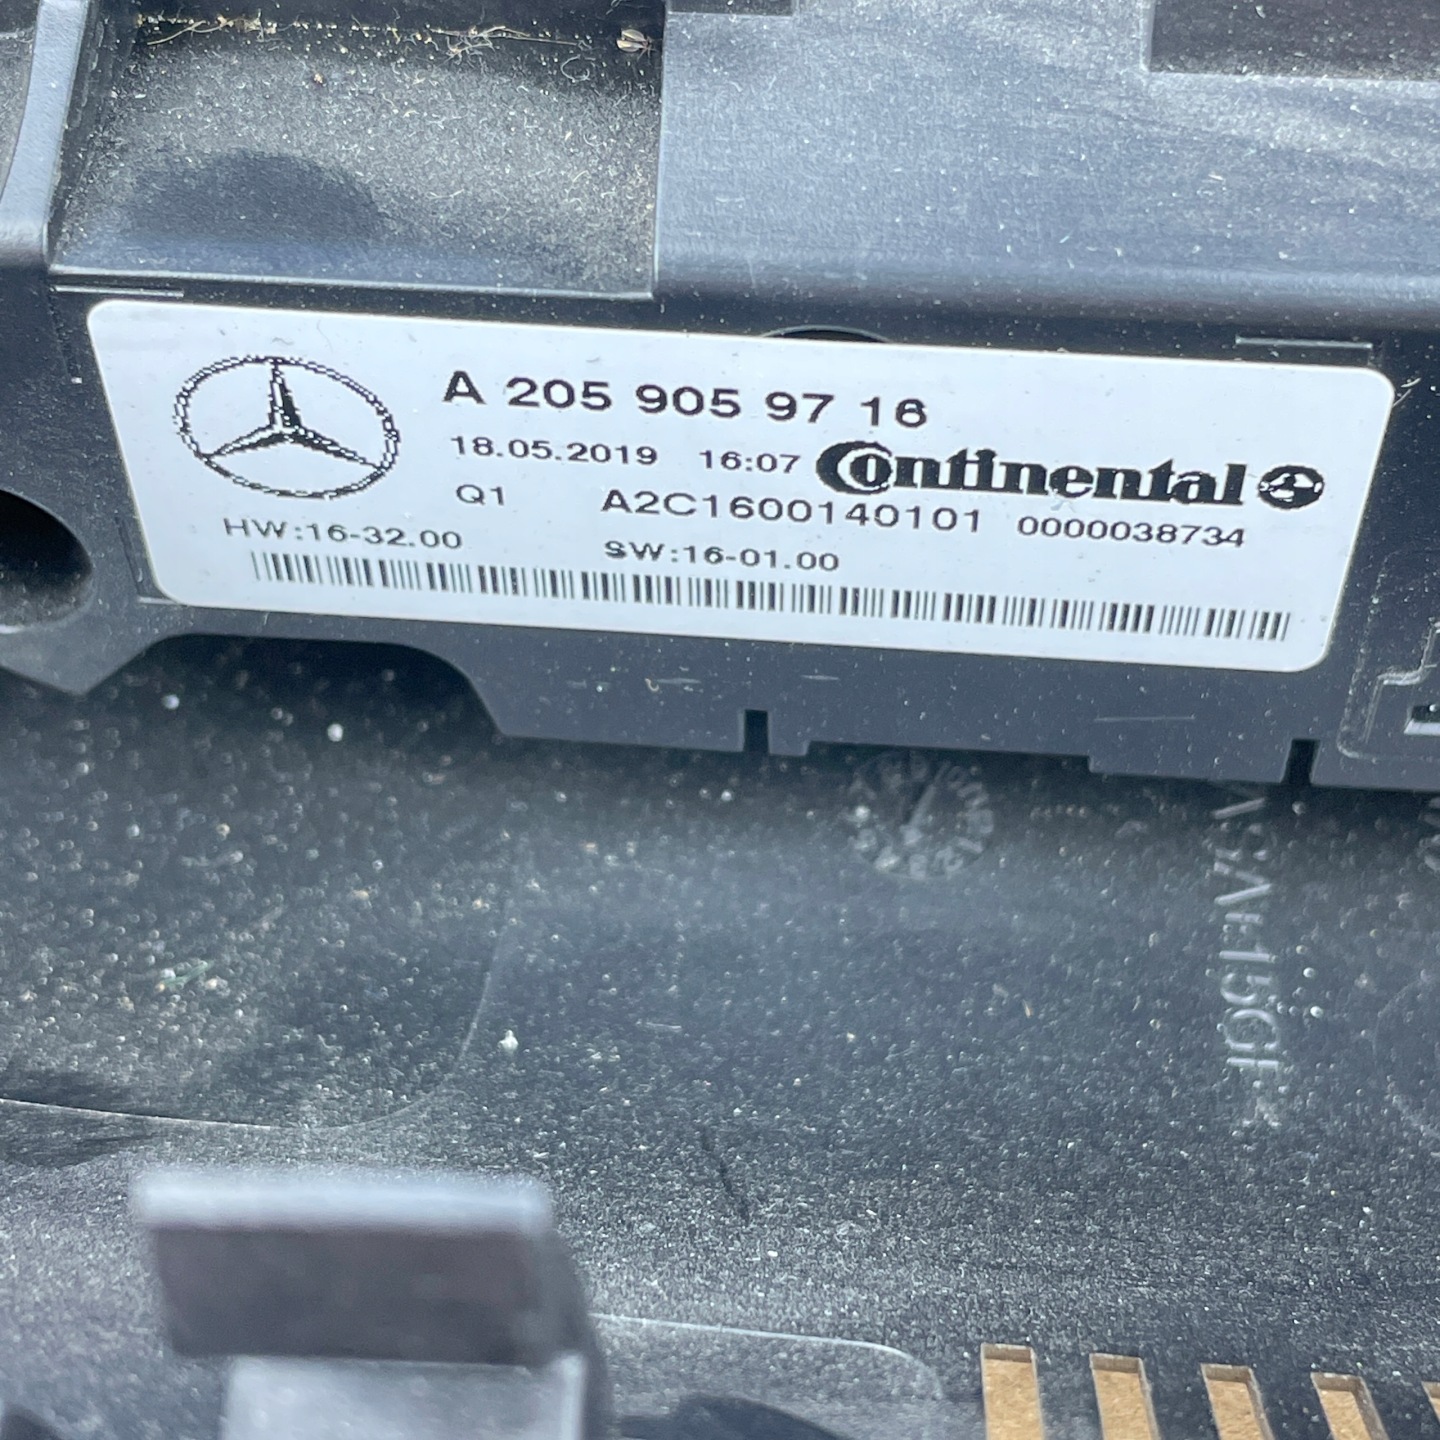 A 205 905 97 16
18.05.2019 16:07 Continental
Q1 A2C1600140101 0000038734
HW:16-32.00 SW:16-01.00